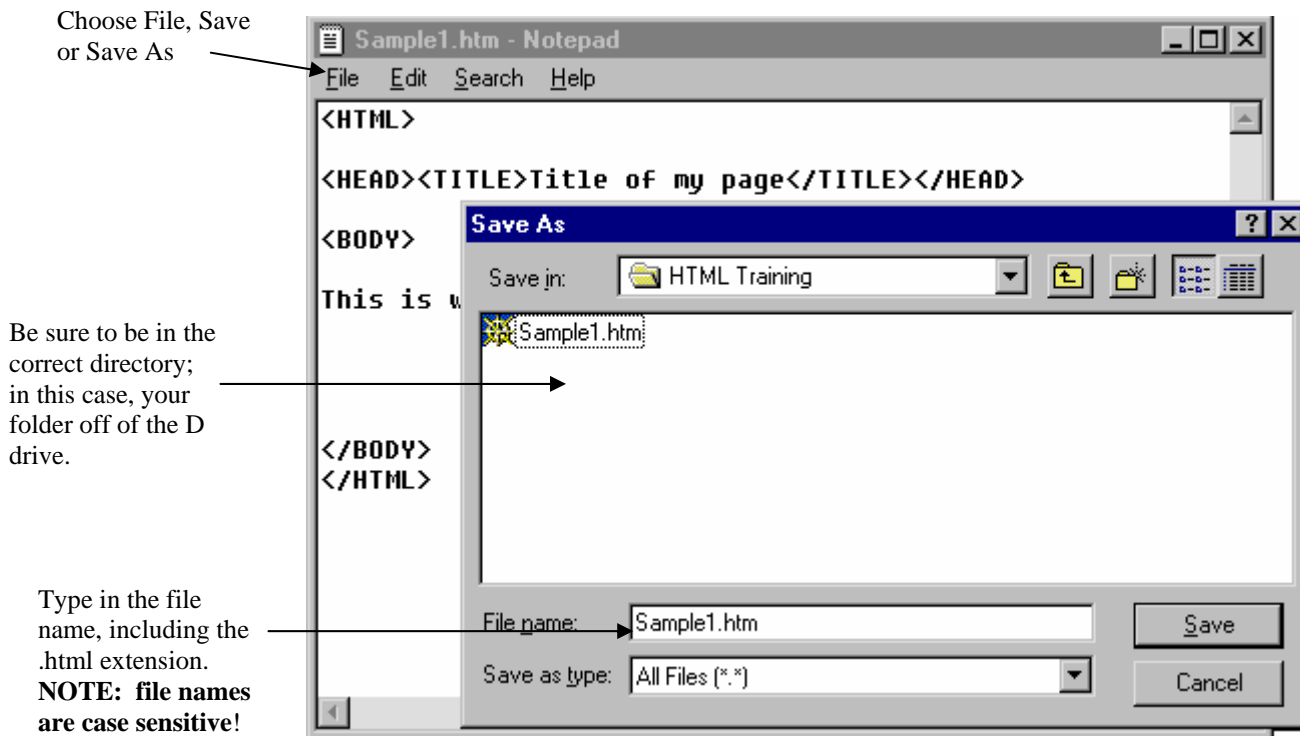 Choose File, Save
or Save As
Sample1.htm - Notepad
File Edit Search Help
<HTML>
<HEAD><TITLE>Title of my page</TITLE></HEAD>
<BODY>
This is
</BODY>
</HTML>
Save As
Save in: HTML Training
Sample1.htm
File name: Sample1.htm
Save
Save as type: All Files (*.*)
Cancel
Be sure to be in the
correct directory;
in this case, your
folder off of the D
drive.
Type in the file
name, including the
.html extension.
NOTE: file names
are case sensitive!